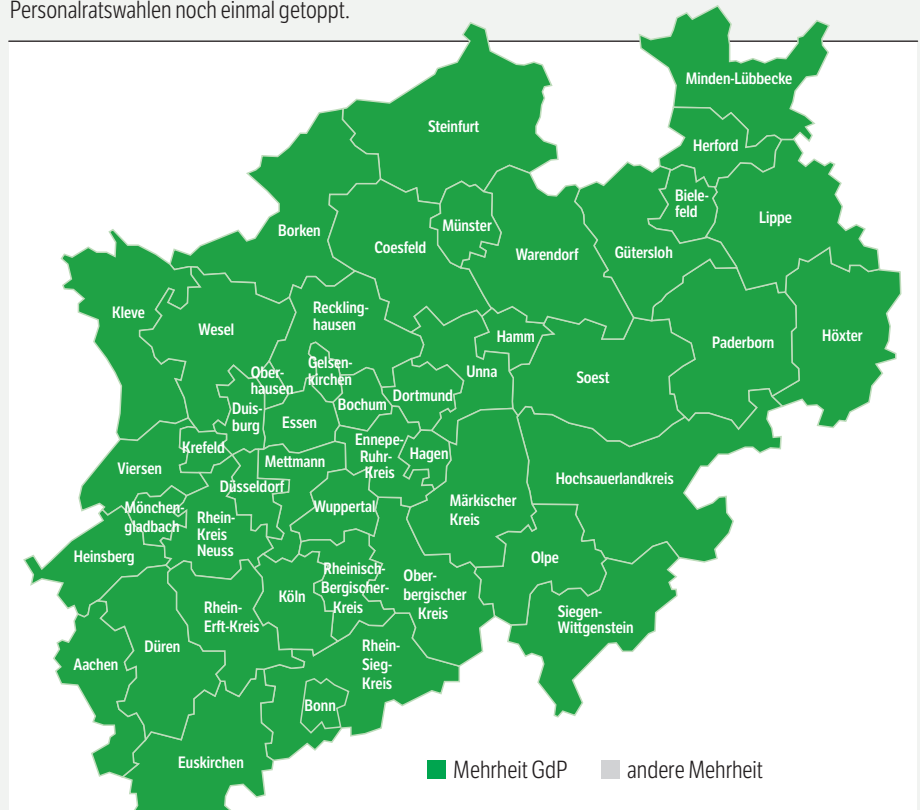 Personalratswahlen noch einmal getoppt.
Minden-Lübbecke
Steinfurt
Herford
Biele-
feld
Lippe
Münster
Borken
Coesfeld
Warendorf
Gütersloh
Kleve
Reckling-
hausen
Wesel
Hamm
Paderborn
Höxter
Gelsen-
kirchen
Ober-
hausen
Unna
Soest
Dortmund
Bochum
Duis-
burg
Essen
Ennepe-
Ruhr-
Kreis
Hagen
Krefeld
Mettmann
Viersen
Düsseldorf
Hochsauerlandkreis
Märkischer
Kreis
Wuppertal
Mönchen-
gladbach
Rhein-
Kreis
Neuss
Heinsberg
Olpe
Rheinisch-
Bergischer-
Kreis
Ober-
bergischer
Kreis
Köln
Rhein-
Erft-Kreis
Siegen-
Wittgenstein
Düren
Rhein-
Sieg-
Kreis
Aachen
Bonn
Euskirchen
Mehrheit GdP
andere Mehrheit